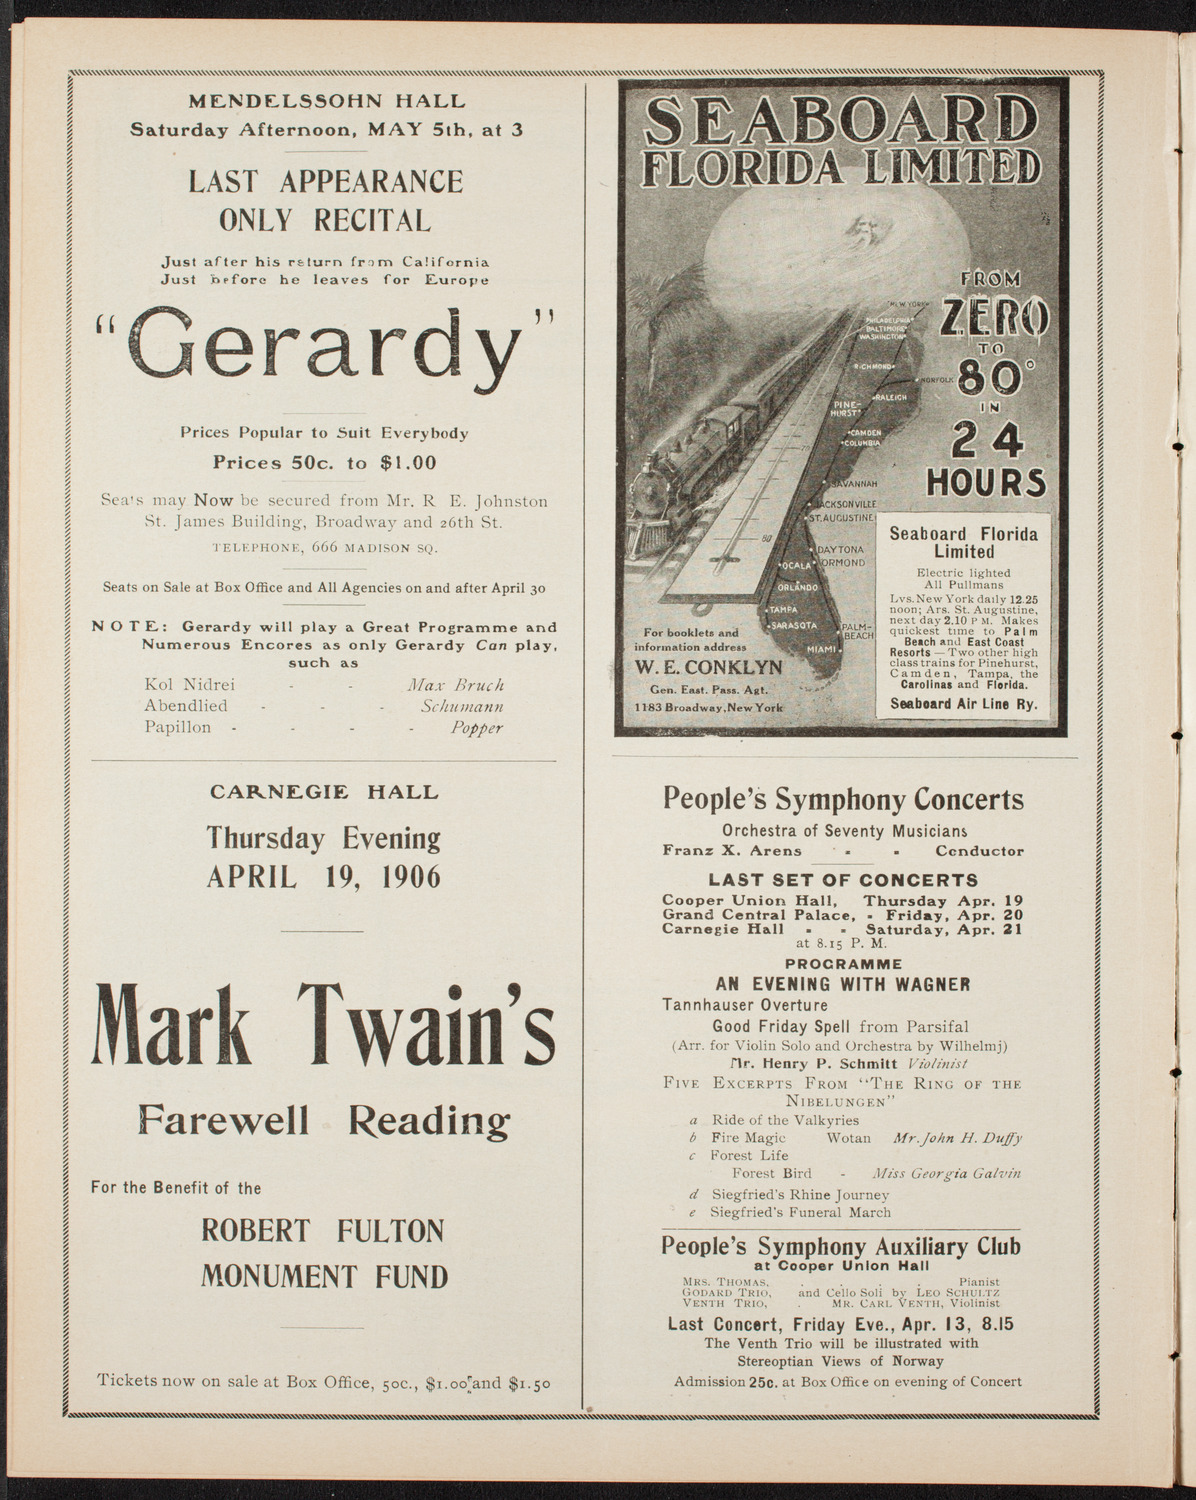 MENDELSSOHN HALL
Saturday Afternoon, MAY 5th, at 3
LAST APPEARANCE
ONLY RECITAL
Just after his return from California
Just before he leaves for Europe
"Gerardy"
Prices Popular to Suit Everybody
Prices 50c. to $1.00
Seats may Now be secured from Mr. R E. Johnston
St. James Building, Broadway and 26th St.
TELEPHONE, 666 MADISON SQ.
Seats on Sale at Box Office and All Agencies on and after April 30
NOTE: Gerardy will play a Great Programme and
Numerous Encores as only Gerardy Can play,
such as
Kol Nidrei - - Max Bruch
Abendlied - - - Schumann
Papillon - - - - Popper
CARNEGIE HALL
Thursday Evening
APRIL 19, 1906
Mark Twain's
Farewell Reading
For the Benefit of the
ROBERT FULTON
MONUMENT FUND
Tickets now on sale at Box Office, 50c., $1.00 and $1.50
SEABOARD
FLORIDA LIMITED
FROM
ZERO
TO
80°
IN
24
HOURS
NEW YORK
PHILADELPHIA
BALTIMORE
WASHINGTON
RICHMOND
NORFOLK
RALEIGH
PINE-
HURST
CAMDEN
COLUMBIA
SAVANNAH
JACKSONVILLE
ST. AUGUSTINE
80
DAYTONA
ORMOND
OCALA
ORLANDO
TAMPA
SARASOTA
PALM-
BEACH
MIAMI
For booklets and
information address
W. E. CONKLYN
Gen. East. Pass. Agt.
1183 Broadway, New York
Seaboard Florida
Limited
Electric lighted
All Pullmans
Lvs. New York daily 12.25
noon; Ars. St. Augustine,
next day 2.10 P M. Makes
quickest time to Palm
Beach and East Coast
Resorts — Two other high
class trains for Pinehurst,
Camden, Tampa, the
Carolinas and Florida.
Seaboard Air Line Ry.
People's Symphony Concerts
Orchestra of Seventy Musicians
Franz X. Arens - - Conductor
LAST SET OF CONCERTS
Cooper Union Hall, Thursday Apr. 19
Grand Central Palace, - Friday, Apr. 20
Carnegie Hall - - Saturday, Apr. 21
at 8.15 P. M.
PROGRAMME
AN EVENING WITH WAGNER
Tannhauser Overture
Good Friday Spell from Parsifal
(Arr. for Violin Solo and Orchestra by Wilhelmj)
Mr. Henry P. Schmitt Violinist
FIVE EXCERPTS FROM "THE RING OF THE
NIBELUNGEN"
a Ride of the Valkyries
b Fire Magic Wotan Mr. John H. Duffy
c Forest Life
Forest Bird - Miss Georgia Galvin
d Siegfried's Rhine Journey
e Siegfried's Funeral March
People's Symphony Auxiliary Club
at Cooper Union Hall
MRS. THOMAS, . . . . Pianist
GODARD TRIO, and Cello Soli by LEO SCHULTZ
VENTH TRIO, . MR. CARL VENTH, Violinist
Last Concert, Friday Eve., Apr. 13, 8.15
The Venth Trio will be illustrated with
Stereoptian Views of Norway
Admission 25c. at Box Office on evening of Concert